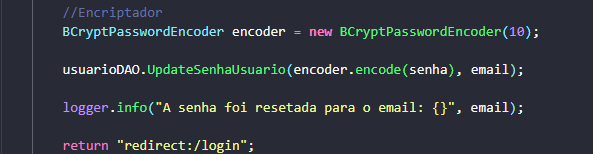 //Encriptador
BCryptPasswordEncoder encoder = new BCryptPasswordEncoder(10);
usuarioDAO.UpdateSenhaUsuario(encoder.encode(senha), email);
logger.info("A senha foi resetada para o email: {}", email);
return "redirect:/login";